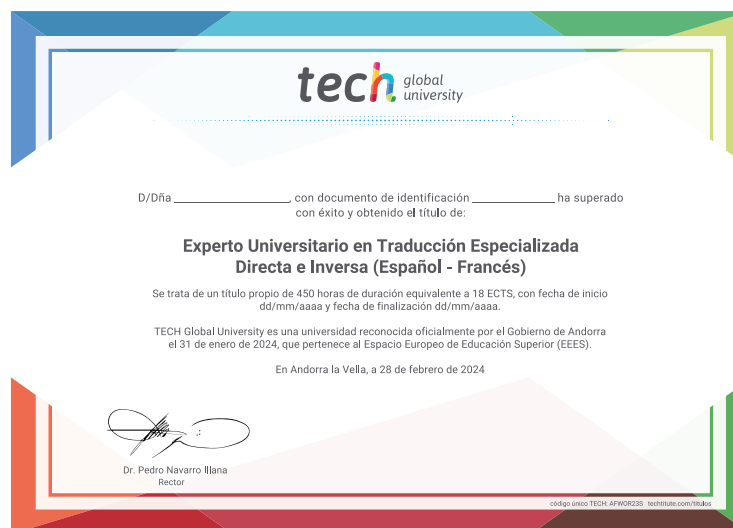 tech global university
D/Dña ______________, con documento de identificación ______________ ha superado
con éxito y obtenido el título de:
Experto Universitario en Traducción Especializada
Directa e Inversa (Español - Francés)
Se trata de un título propio de 450 horas de duración equivalente a 18 ECTS, con fecha de inicio
dd/mm/aaaa y fecha de finalización dd/mm/aaaa.
TECH Global University es una universidad reconocida oficialmente por el Gobierno de Andorra
el 31 de enero de 2024, que pertenece al Espacio Europeo de Educación Superior (EEES).
En Andorra la Vella, a 28 de febrero de 2024
Dr. Pedro Navarro Illana
Rector
código único TECH: AFWOR23S techtitute.com/titulos